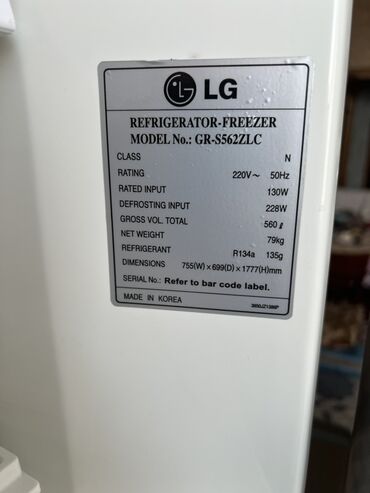 LG
REFRIGERATOR-FREEZER
MODEL No.: GR-S562ZLC
CLASS N
RATING 220V~ 50Hz
RATED INPUT 130W
DEFROSTING INPUT 228W
GROSS VOL. TOTAL 560ℓ
NET WEIGHT 79kg
REFRIGERANT R134a 135g
DIMENSIONS 755(W)×699(D)×1777(H)mm
SERIAL No.: Refer to bar code label.
MADE IN KOREA